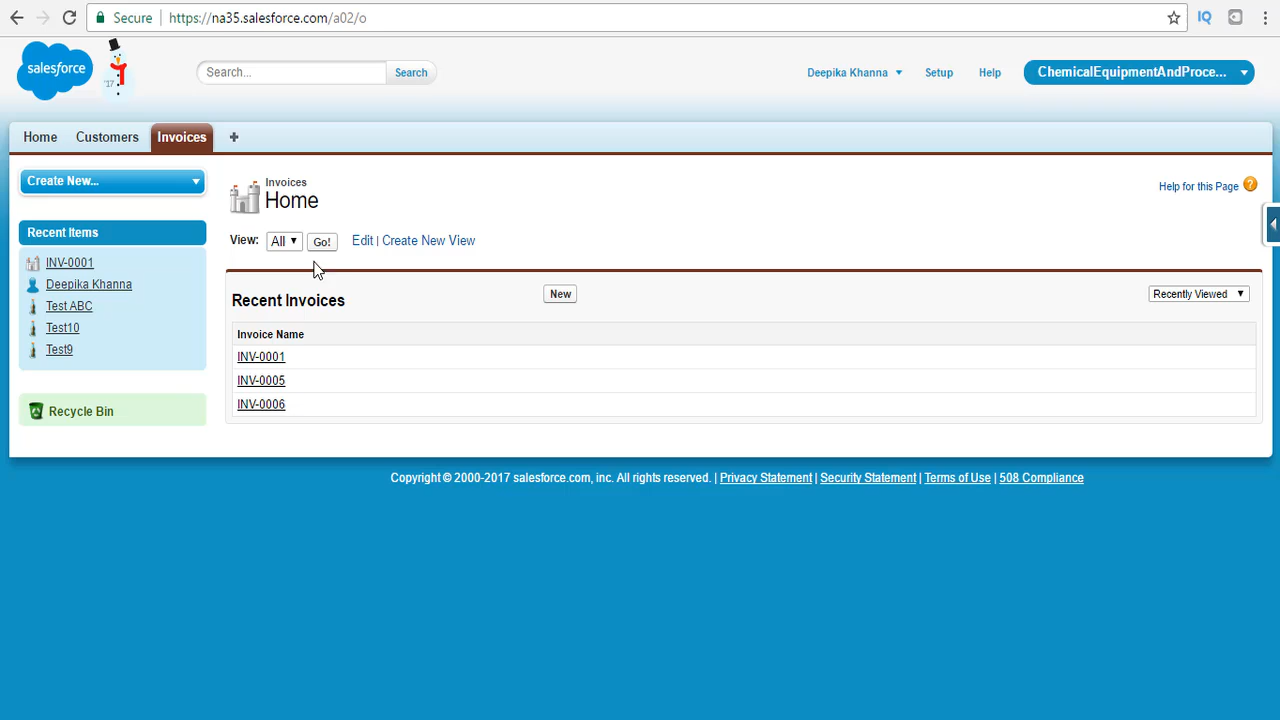 Secure https://na35.salesforce.com/a02/o
salesforce
'17
Search... Search
Deepika Khanna Setup Help ChemicalEquipmentAndProce...
Home Customers Invoices +
Create New...
Recent Items
INV-0001
Deepika Khanna
Test ABC
Test10
Test9
Recycle Bin
Invoices
Home
Help for this Page ?
View: All Go! Edit | Create New View
Recent Invoices New Recently Viewed
Invoice Name
INV-0001
INV-0005
INV-0006
Copyright © 2000-2017 salesforce.com, inc. All rights reserved. | Privacy Statement | Security Statement | Terms of Use | 508 Compliance